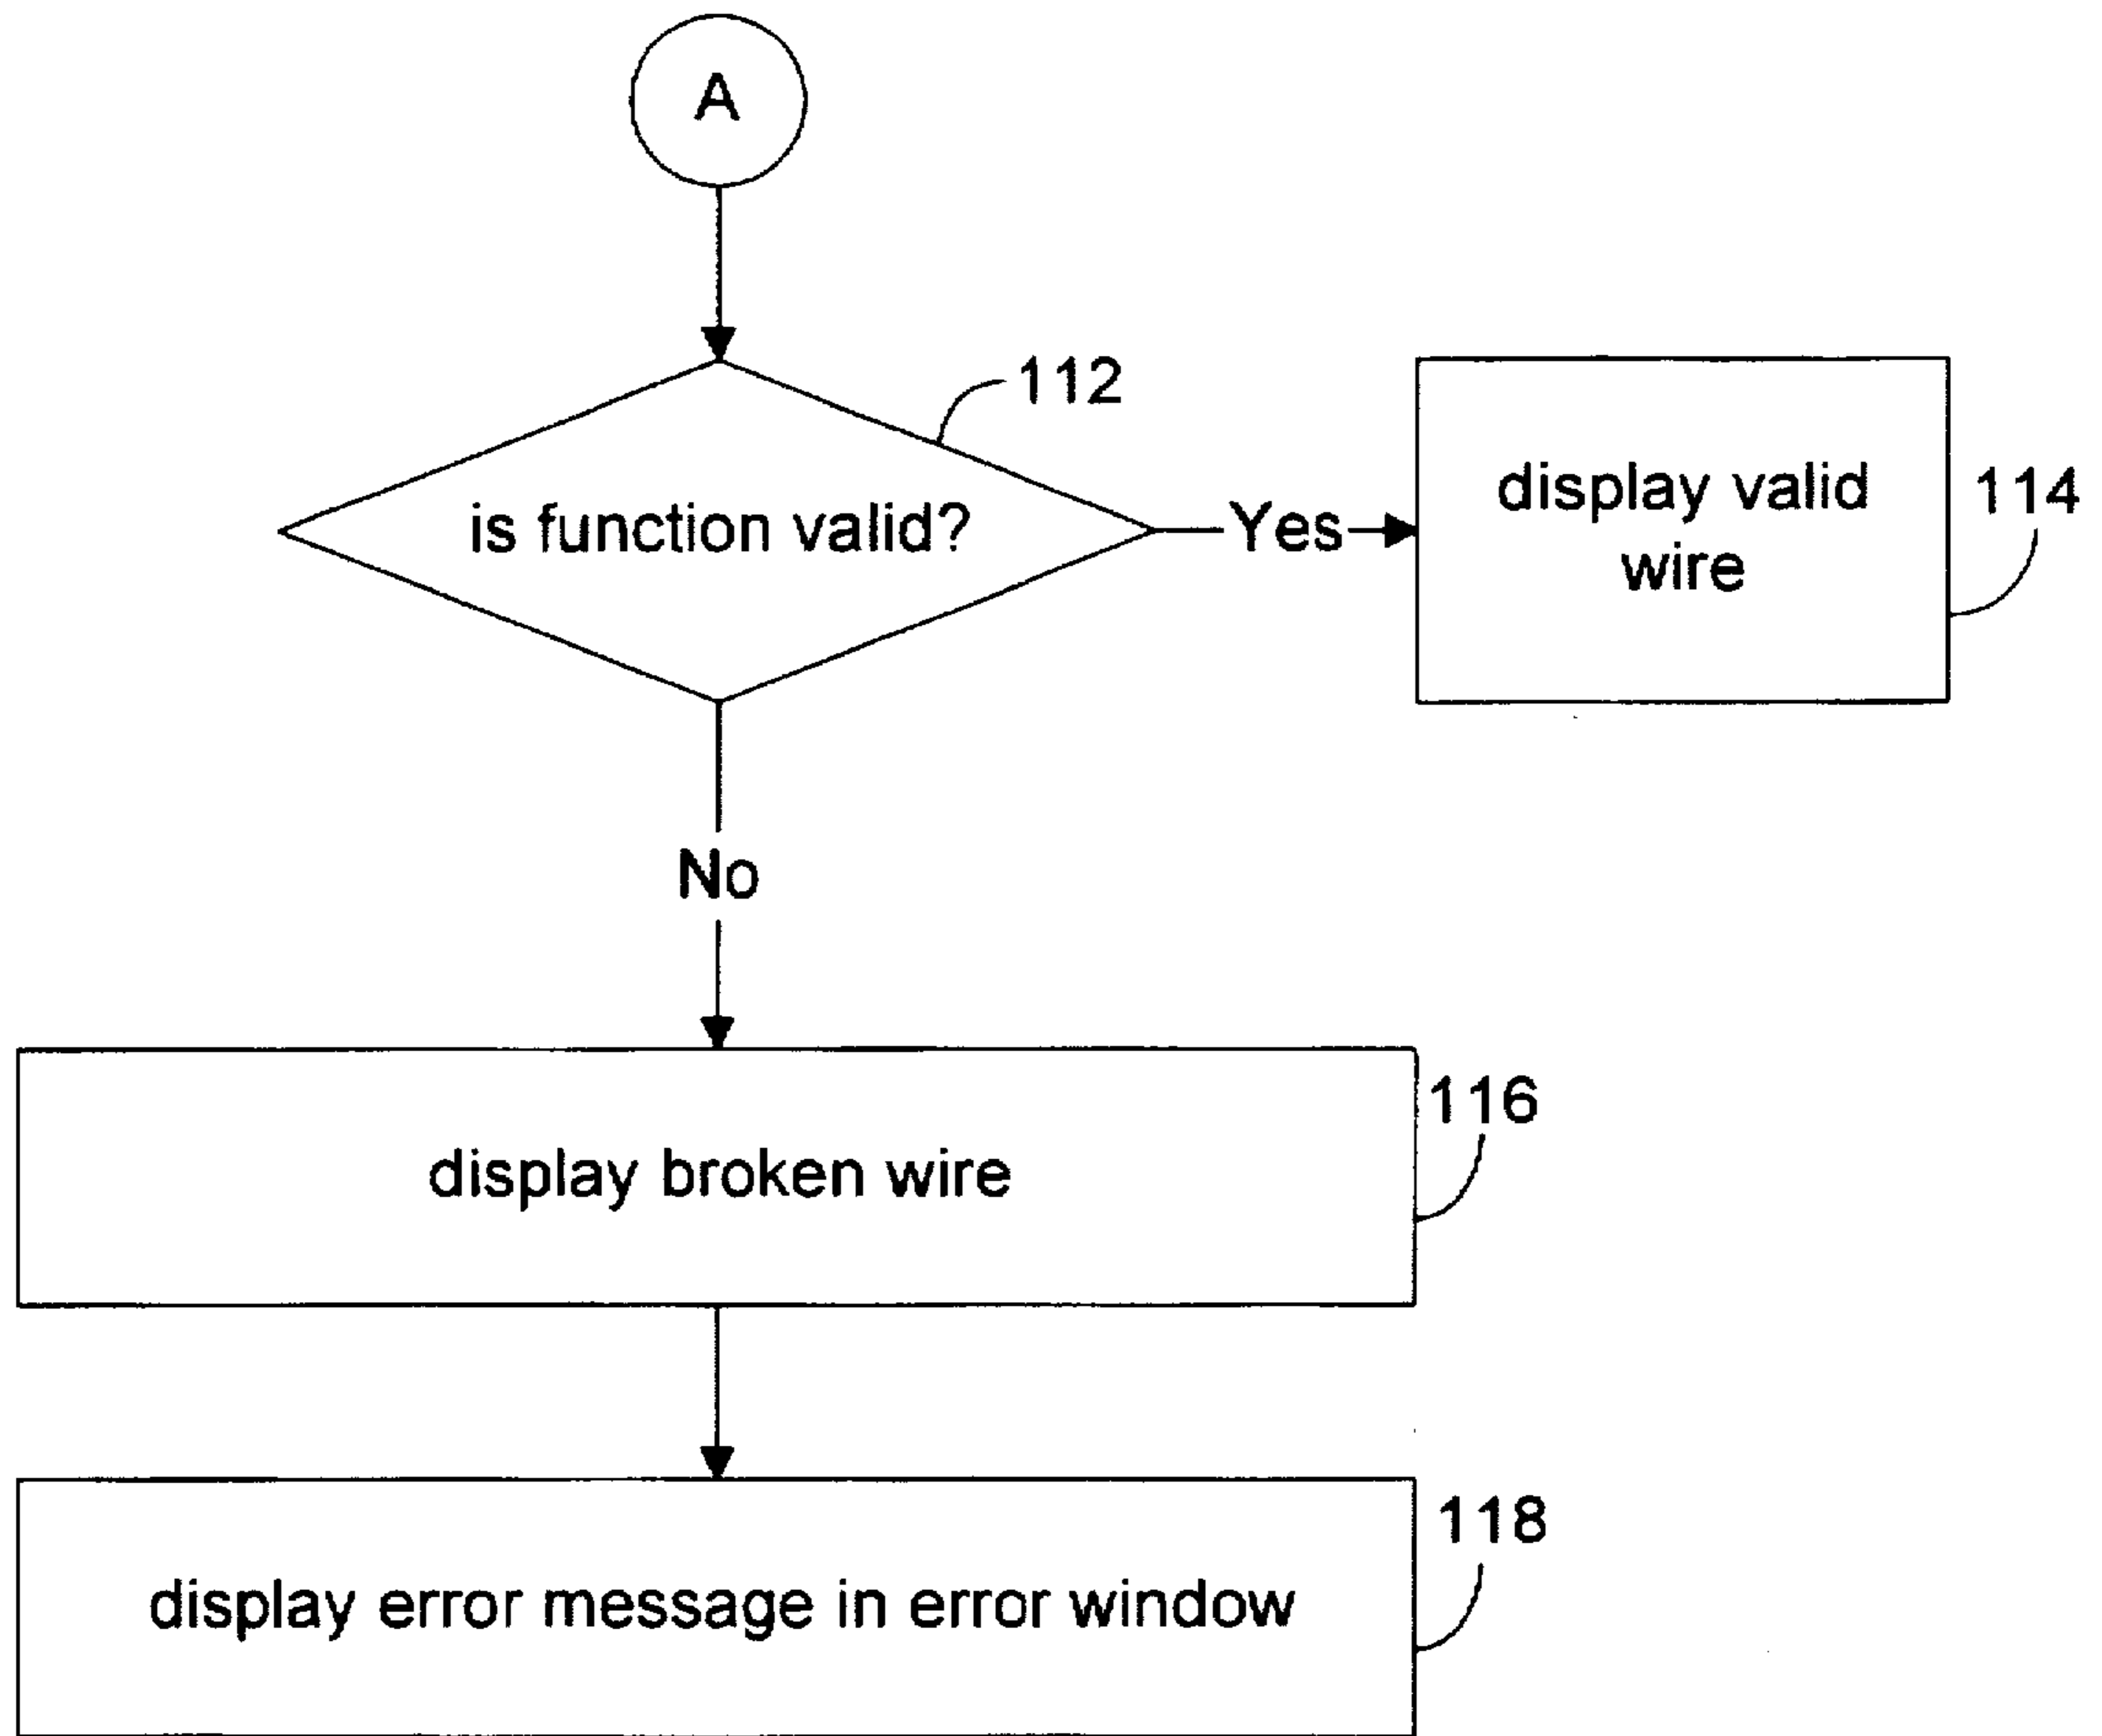 A
112
is function valid?
Yes
display valid
wire
114
No
116
display broken wire
118
display error message in error window